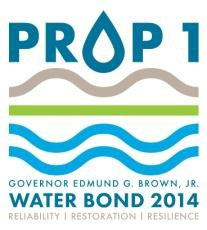 PROP 1
GOVERNOR EDMUND G. BROWN, JR.
WATER BOND 2014
RELIABILITY | RESTORATION | RESILIENCE